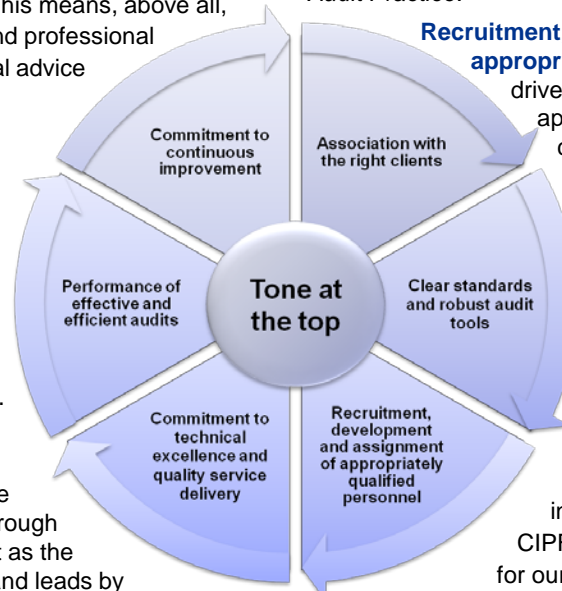 his means, above all,
nd professional
al advice
Recruitment
appropr
drive
ap
Commitment to
continuous
improvement
Association with
the right clients
Performance of
effective and
efficient audits
Tone at
the top
Clear standards
and robust audit
tools
Commitment to
technical
excellence and
quality service
delivery
Recruitment,
development
and assignment
of appropriately
qualified
personnel
e
rough
t as the
and leads by
in
CIPF
for our